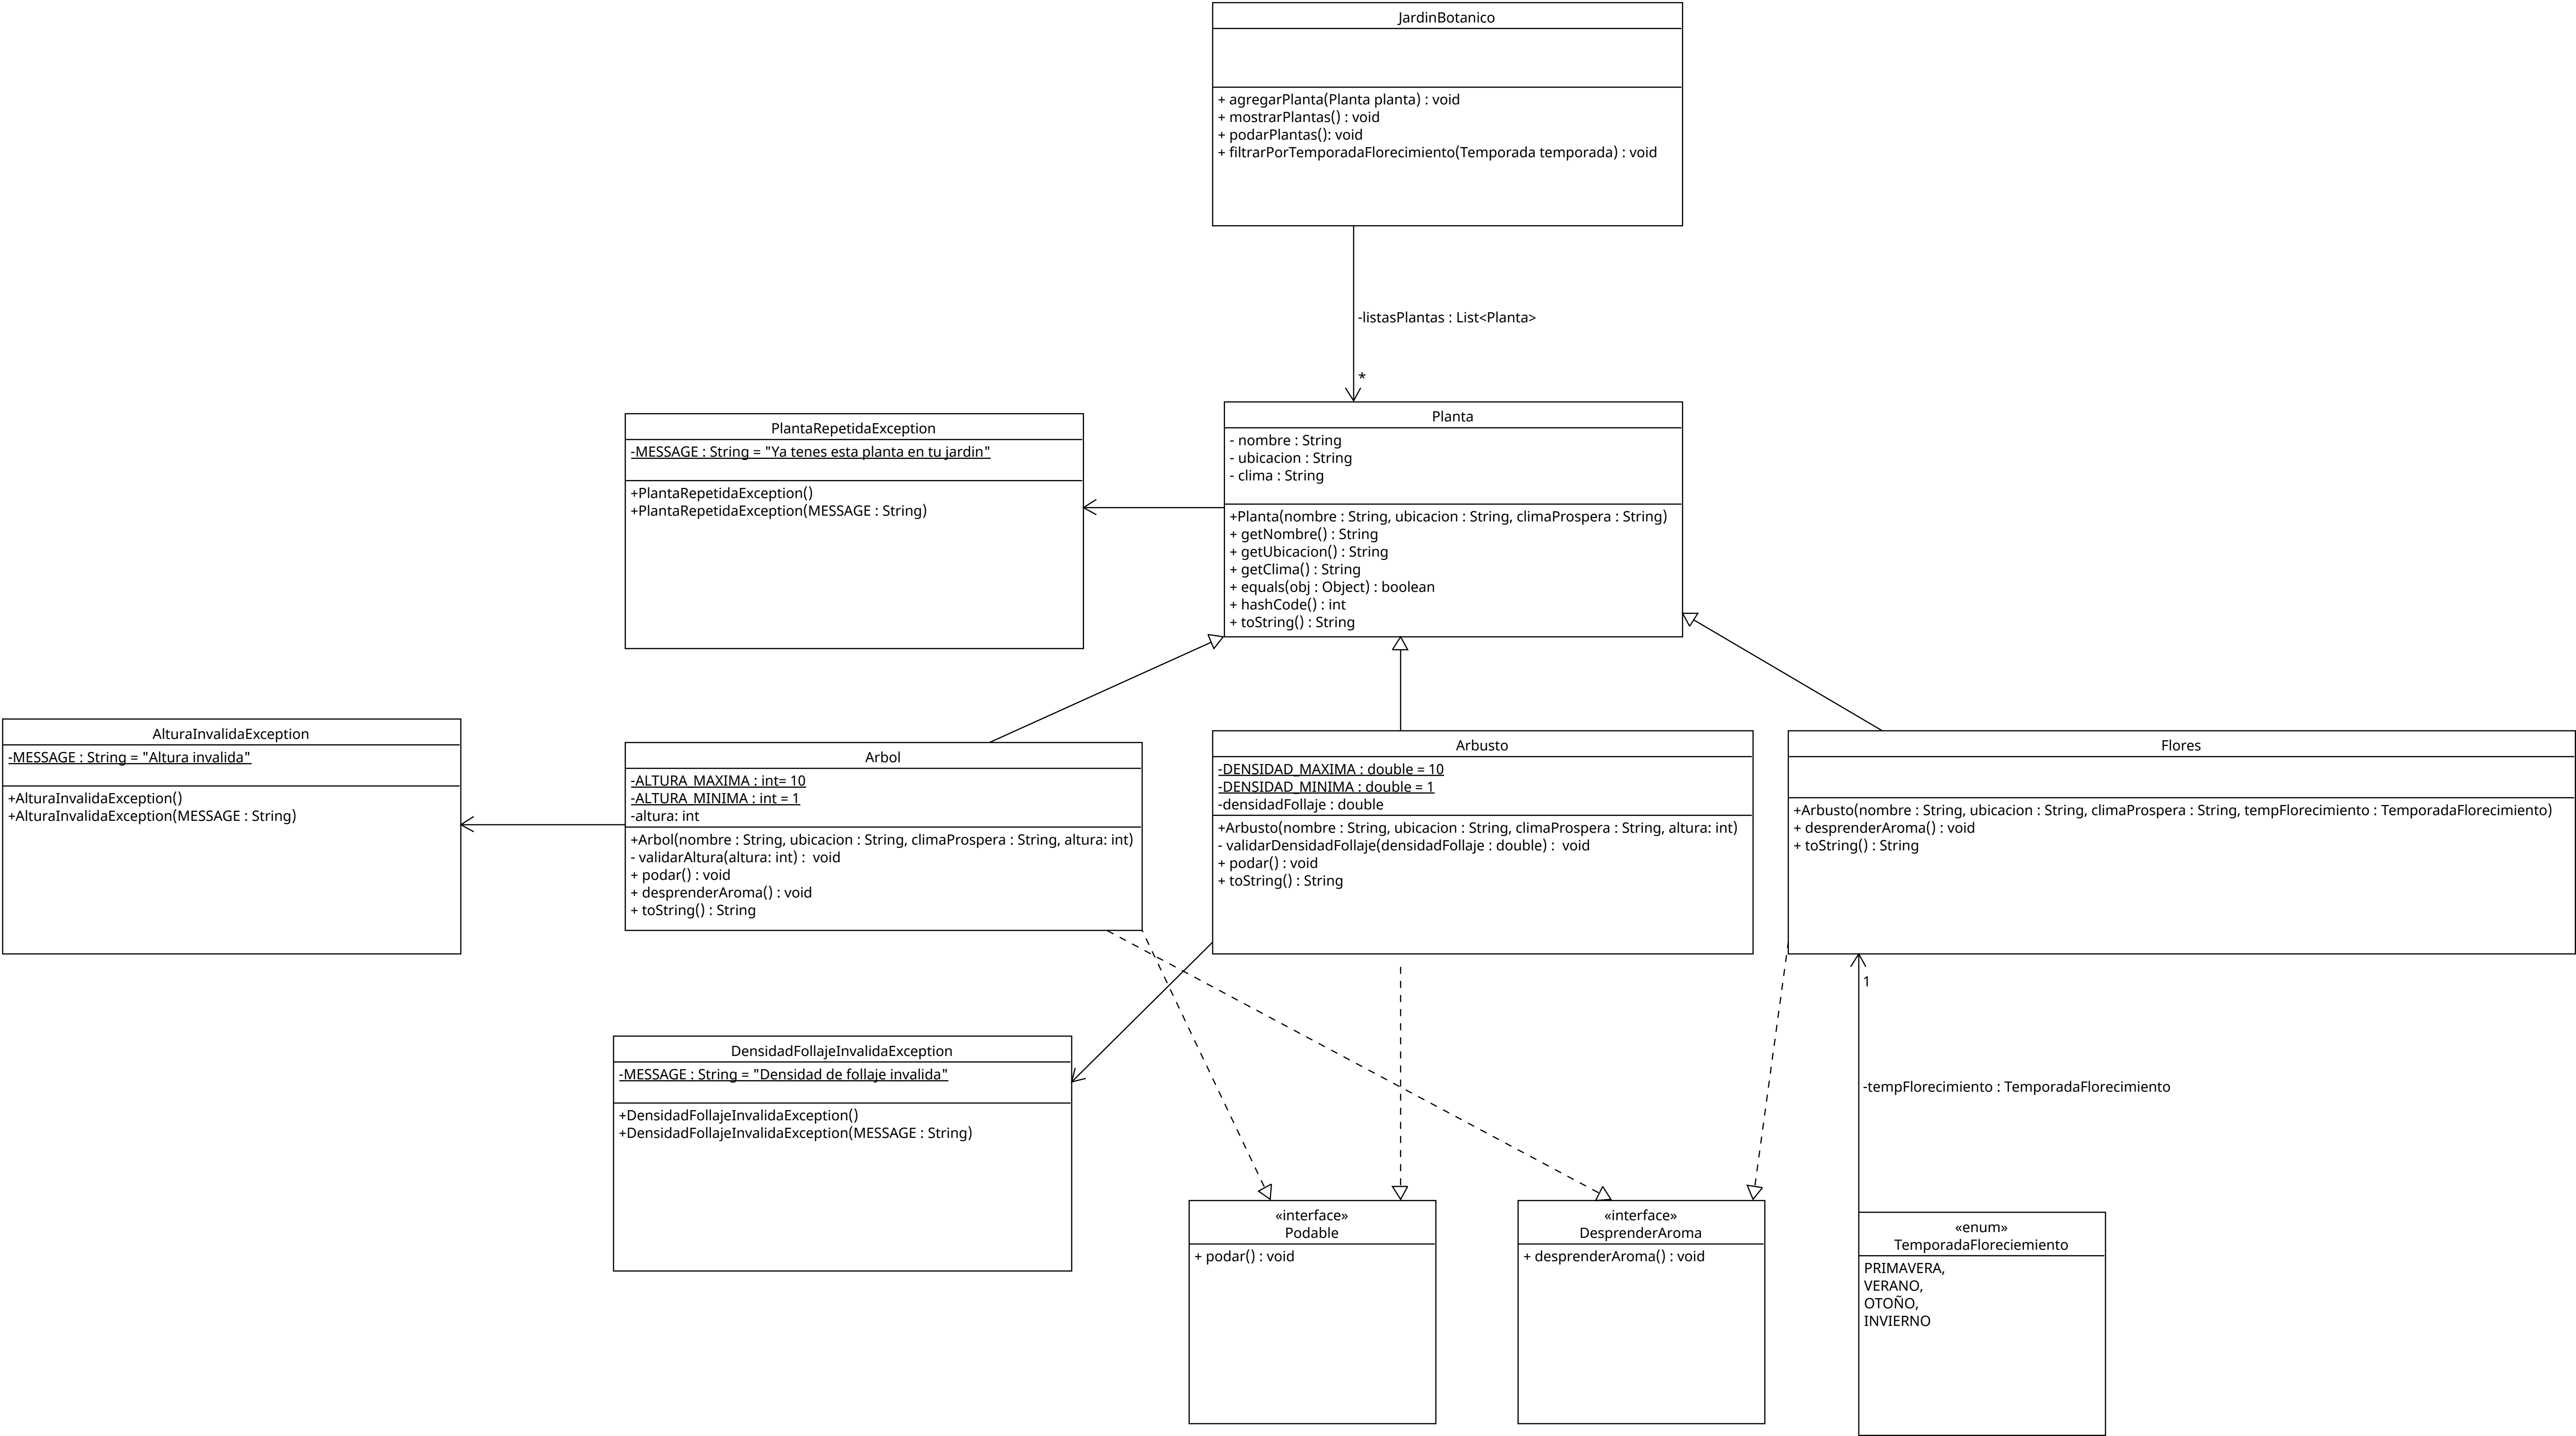 JardinBotanico
+ agregarPlanta(Planta planta) : void
+ mostrarPlantas() : void
+ podarPlantas(): void
+ filtrarPorTemporadaFlorecimiento(Temporada temporada) : void
-listasPlantas : List<Planta>
*
PlantaRepetidaException
-MESSAGE : String = "Ya tenes esta planta en tu jardin"
+PlantaRepetidaException()
+PlantaRepetidaException(MESSAGE : String)
Planta
- nombre : String
- ubicacion : String
- clima : String
+Planta(nombre : String, ubicacion : String, climaProspera : String)
+ getNombre() : String
+ getUbicacion() : String
+ getClima() : String
+ equals(obj : Object) : boolean
+ hashCode() : int
+ toString() : String
AlturaInvalidaException
-MESSAGE : String = "Altura invalida"
+AlturaInvalidaException()
+AlturaInvalidaException(MESSAGE : String)
Arbol
-ALTURA_MAXIMA : int= 10
-ALTURA_MINIMA : int = 1
-altura: int
+Arbol(nombre : String, ubicacion : String, climaProspera : String, altura: int)
- validarAltura(altura: int) :  void
+ podar() : void
+ desprenderAroma() : void
+ toString() : String
Arbusto
-DENSIDAD_MAXIMA : double = 10
-DENSIDAD_MINIMA : double = 1
-densidadFollaje : double
+Arbusto(nombre : String, ubicacion : String, climaProspera : String, altura: int)
- validarDensidadFollaje(densidadFollaje : double) :  void
+ podar() : void
+ toString() : String
Flores
+Arbusto(nombre : String, ubicacion : String, climaProspera : String, tempFlorecimiento : TemporadaFlorecimiento)
+ desprenderAroma() : void
+ toString() : String
1
-tempFlorecimiento : TemporadaFlorecimiento
DensidadFollajeInvalidaException
-MESSAGE : String = "Densidad de follaje invalida"
+DensidadFollajeInvalidaException()
+DensidadFollajeInvalidaException(MESSAGE : String)
«interface»
Podable
+ podar() : void
«interface»
DesprenderAroma
+ desprenderAroma() : void
«enum»
TemporadaFloreciemiento
PRIMAVERA,
VERANO,
OTOÑO,
INVIERNO